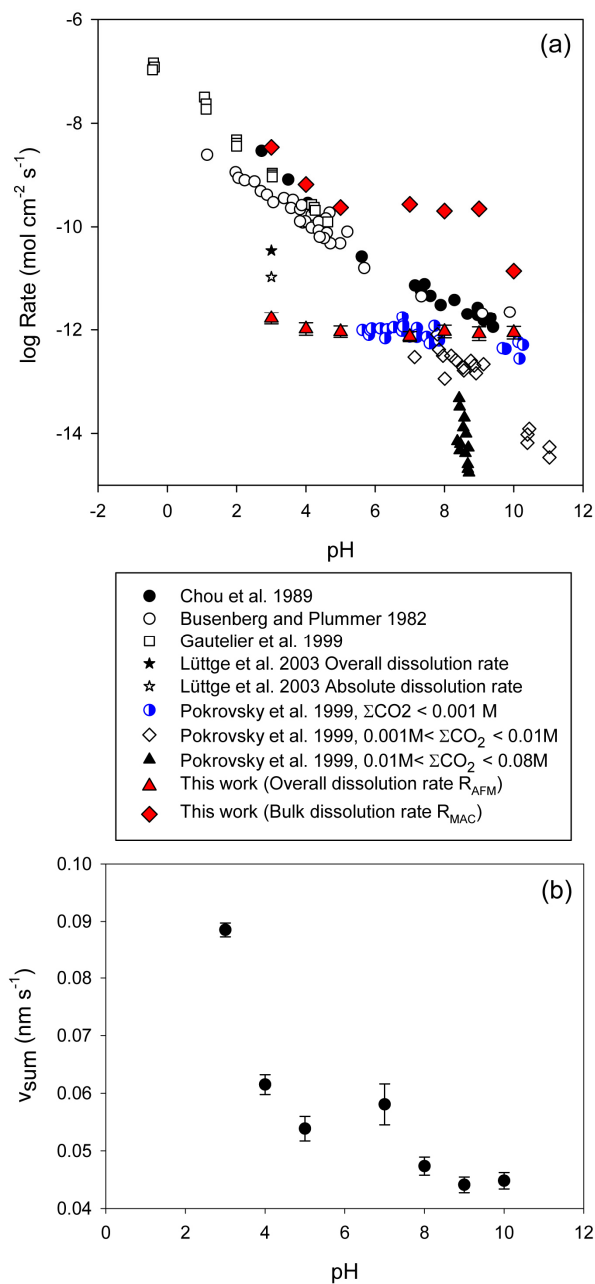 (a)
-6
-8
-10
-12
-14
log Rate (mol cm⁻² s⁻¹)
-2 0 2 4 6 8 10 12
pH
Chou et al. 1989
Busenberg and Plummer 1982
Gautelier et al. 1999
Lüttge et al. 2003 Overall dissolution rate
Lüttge et al. 2003 Absolute dissolution rate
Pokrovsky et al. 1999, ΣCO2 < 0.001 M
Pokrovsky et al. 1999, 0.001M< ΣCO₂ < 0.01M
Pokrovsky et al. 1999, 0.01M< ΣCO₂ < 0.08M
This work (Overall dissolution rate R_AFM)
This work (Bulk dissolution rate R_MAC)
(b)
0.10
0.09
0.08
0.07
0.06
0.05
0.04
v_sum (nm s⁻¹)
0 2 4 6 8 10 12
pH